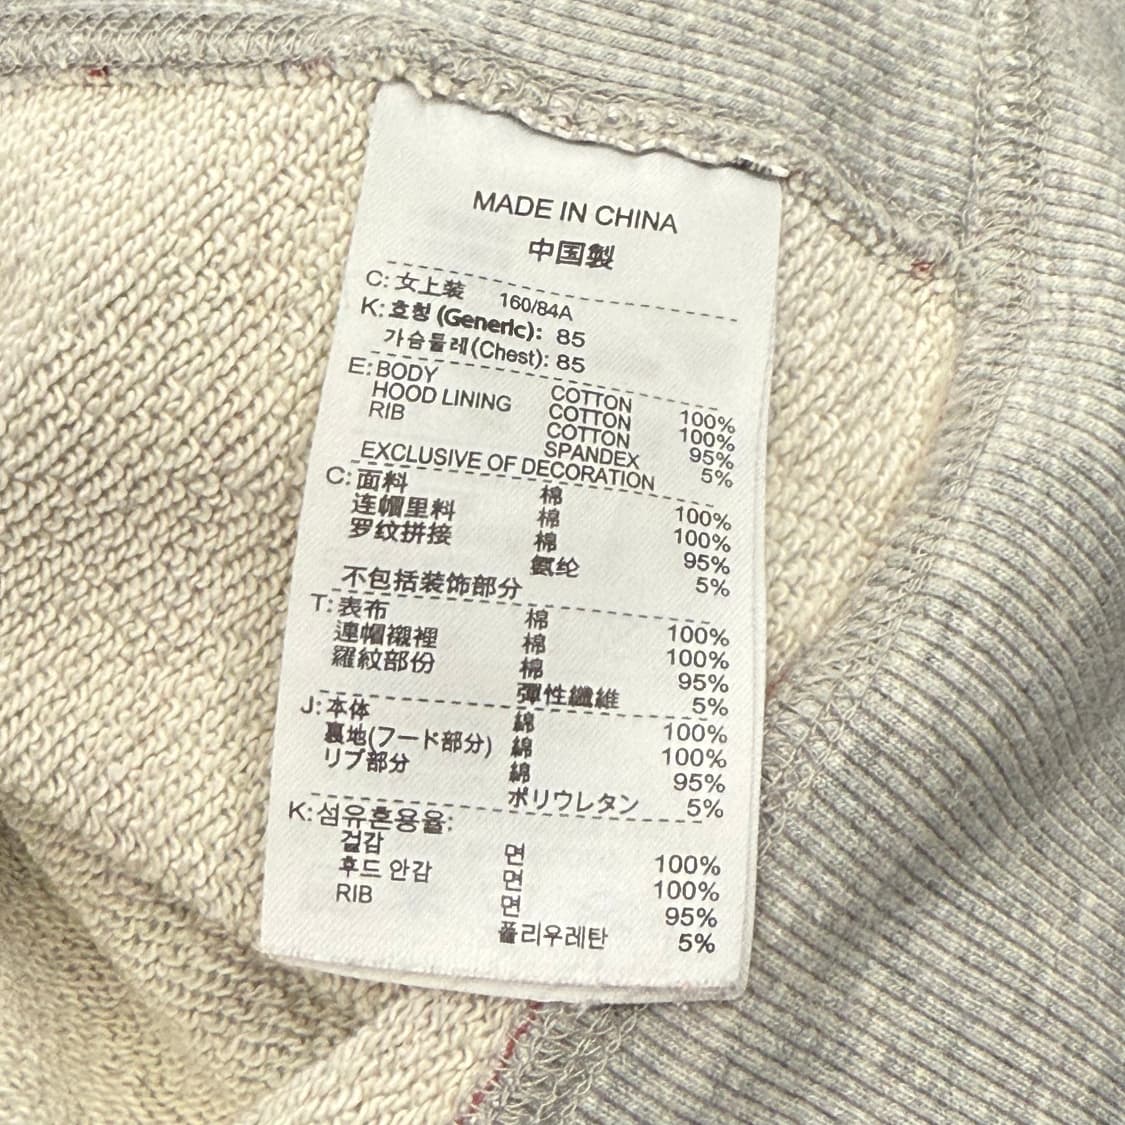 MADE IN CHINA
中国製
C: 女上装 160/84A
K: 호칭 (Generic): 85
가슴둘레(Chest): 85
E: BODY COTTON 100%
HOOD LINING COTTON 100%
RIB COTTON 95%
SPANDEX 5%
EXCLUSIVE OF DECORATION
C: 面料 棉 100%
连帽里料 棉 100%
罗纹拼接 棉 95%
氨纶 5%
不包括装饰部分
T: 表布 棉 100%
連帽襯裡 棉 100%
羅紋部份 棉 95%
彈性纖維 5%
J: 本体 綿 100%
裏地(フード部分) 綿 100%
リブ部分 綿 95%
ポリウレタン 5%
K: 섬유혼용율:
겉감 면 100%
후드 안감 면 100%
RIB 면 95%
폴리우레탄 5%